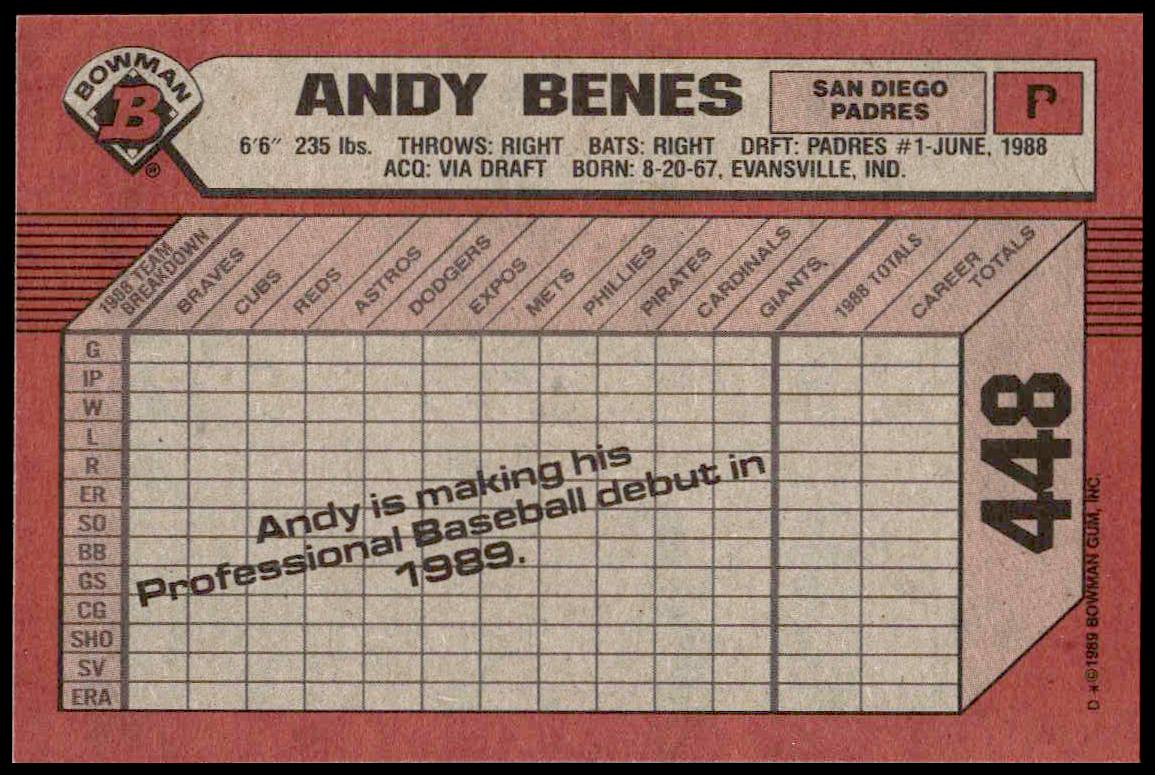 BOWMAN
B
®
ANDY BENES
SAN DIEGO
PADRES
P
6'6" 235 lbs. THROWS: RIGHT BATS: RIGHT DRFT: PADRES #1-JUNE, 1988
ACQ: VIA DRAFT BORN: 8-20-67, EVANSVILLE, IND.
1988 TEAM
BREAKDOWN
BRAVES
CUBS
REDS
ASTROS
DODGERS
EXPOS
METS
PHILLIES
PIRATES
CARDINALS
GIANTS
1988 TOTALS
CAREER
TOTALS
G
IP
W
L
R
ER
SO
BB
GS
CG
SHO
SV
ERA
Andy is making his
Professional Baseball debut in
1989.
448
D *©1989 BOWMAN GUM, INC.